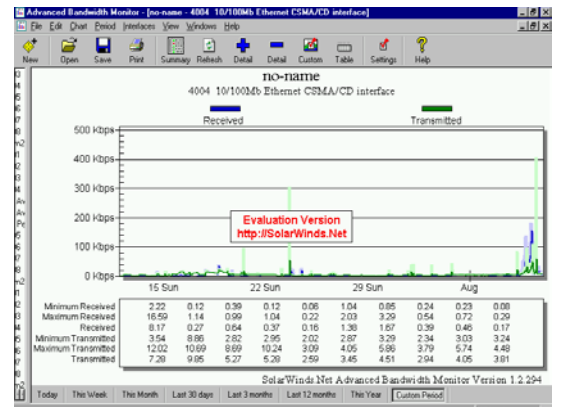 Advanced Bandwidth Monitor - [no-name - 4004 10/100Mb Ethernet CSMA/CD interface]
File Edit Chart Period Interfaces View Windows Help
New Open Save Print Summary Refresh Detail Detail Custom Table Settings Help
no-name
4004 10/100Mb Ethernet CSMA/CD interface
Received Transmitted
500 Kbps
400 Kbps
300 Kbps
200 Kbps
100 Kbps
0 Kbps
Evaluation Version
http://SolarWinds.Net
15 Sun 22 Sun 29 Sun Aug
Minimum Received 2.22 0.12 0.39 0.12 0.06 1.04 0.85 0.24 0.23 0.08
Maximum Received 16.59 1.14 0.99 1.04 0.22 2.03 3.29 0.54 0.72 0.29
Received 8.17 0.27 0.64 0.37 0.16 1.38 1.67 0.39 0.46 0.17
Minimum Transmitted 3.54 8.86 2.82 2.95 2.02 2.87 3.29 2.34 3.03 3.24
Maximum Transmitted 12.02 10.69 8.69 10.24 3.09 4.05 5.86 3.79 5.74 4.48
Transmitted 7.28 9.85 5.27 5.28 2.59 3.45 4.51 2.94 4.05 3.81
SolarWinds.Net Advanced Bandwidth Monitor Version 1.2.294
Today This Week This Month Last 30 days Last 3 months Last 12 months This Year Custom Period